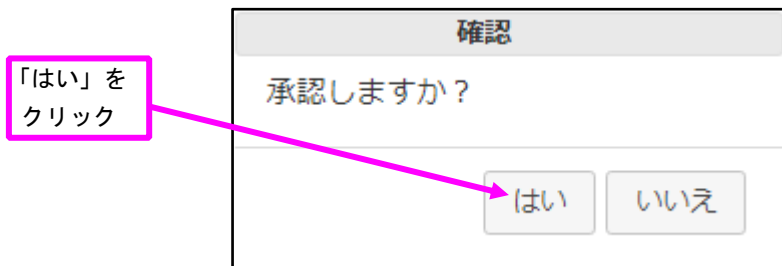 確認
「はい」を
クリック
承認しますか？
はい
いいえ